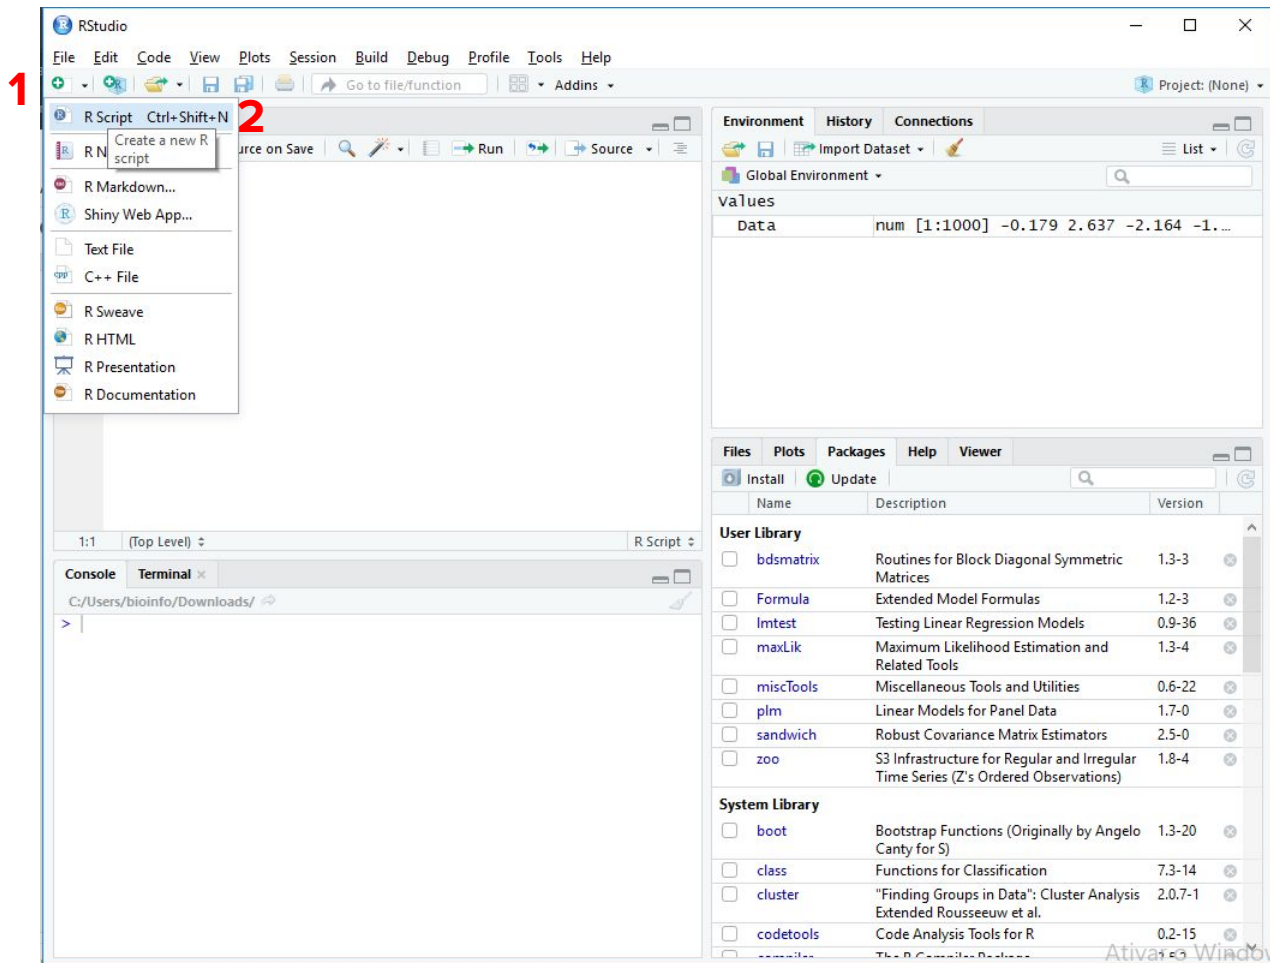 RStudio
File Edit Code View Plots Session Build Debug Profile Tools Help
1
Go to file/function
Addins
Project: (None)
R Script Ctrl+Shift+N
2
Create a new R
script
R N
R Markdown...
Shiny Web App...
Text File
C++ File
R Sweave
R HTML
R Presentation
R Documentation
urce on Save
Run
Source
1:1 (Top Level)
R Script
Console Terminal
C:/Users/bioinfo/Downloads/
>
Environment History Connections
Import Dataset
List
Global Environment
Values
Data num [1:1000] -0.179 2.637 -2.164 -1....
Files Plots Packages Help Viewer
Install Update
Name Description Version
User Library
bdsmatrix Routines for Block Diagonal Symmetric 1.3-3
Matrices
Formula Extended Model Formulas 1.2-3
lmtest Testing Linear Regression Models 0.9-36
maxLik Maximum Likelihood Estimation and 1.3-4
Related Tools
miscTools Miscellaneous Tools and Utilities 0.6-22
plm Linear Models for Panel Data 1.7-0
sandwich Robust Covariance Matrix Estimators 2.5-0
zoo S3 Infrastructure for Regular and Irregular 1.8-4
Time Series (Z's Ordered Observations)
System Library
boot Bootstrap Functions (Originally by Angelo 1.3-20
Canty for S)
class Functions for Classification 7.3-14
cluster "Finding Groups in Data": Cluster Analysis 2.0.7-1
Extended Rousseeuw et al.
codetools Code Analysis Tools for R 0.2-15
compiler The R Compiler Package
Ativar o Window